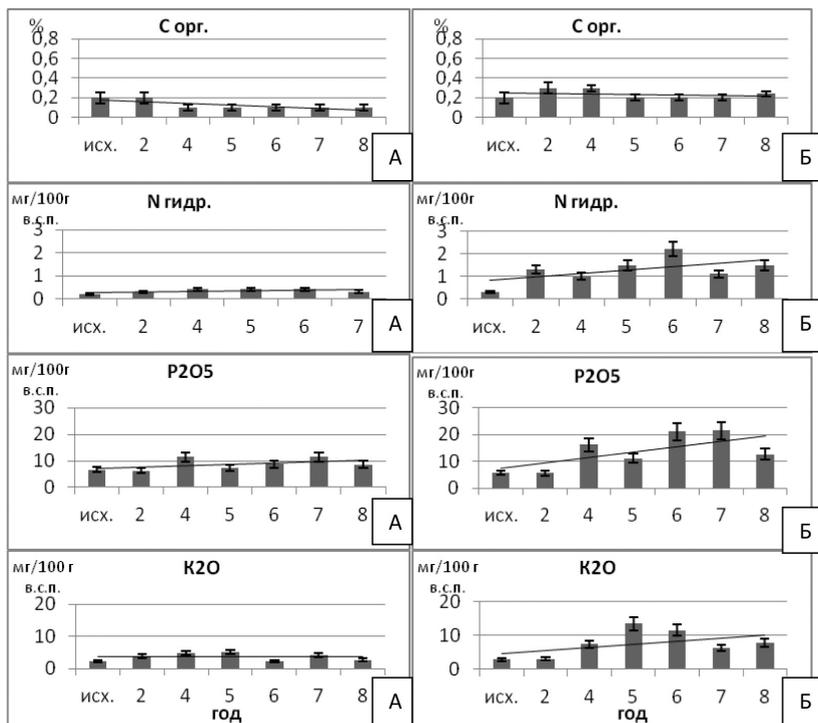 С орг.
%
0,8
0,6
0,4
0,2
0
исх. 2 4 5 6 7 8
А
С орг.
%
0,8
0,6
0,4
0,2
0
исх. 2 4 5 6 7 8
Б
мг/100г
в.с.п.
N гидр.
3
2
1
0
исх. 2 4 5 6 7
А
мг/100г
в.с.п.
N гидр.
3
2
1
0
исх. 2 4 5 6 7 8
Б
мг/100г
в.с.п.
P2O5
30
20
10
0
исх. 2 4 5 6 7 8
А
мг/100г
в.с.п.
P2O5
30
20
10
0
исх. 2 4 5 6 7 8
Б
мг/100 г
в.с.п.
K2O
20
10
0
исх. 2 4 5 6 7 8
год
А
мг/100 г
в.с.п.
K2O
20
10
0
исх. 2 4 5 6 7 8
год
Б